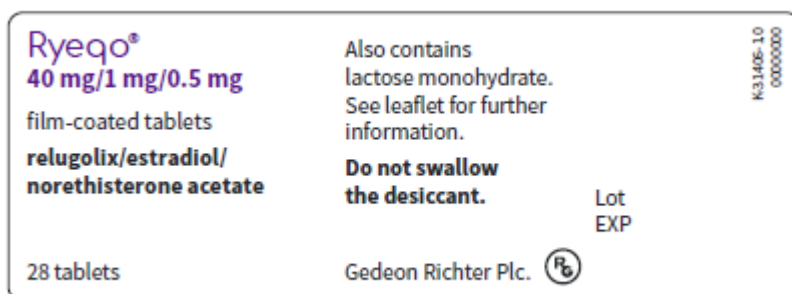 Ryeqo®
40 mg/1 mg/0.5 mg
film-coated tablets
relugolix/estradiol/
norethisterone acetate
28 tablets
Also contains
lactose monohydrate.
See leaflet for further
information.
Do not swallow
the desiccant.
Gedeon Richter Plc.
RG
Lot
EXP
K-31406-10
00000000